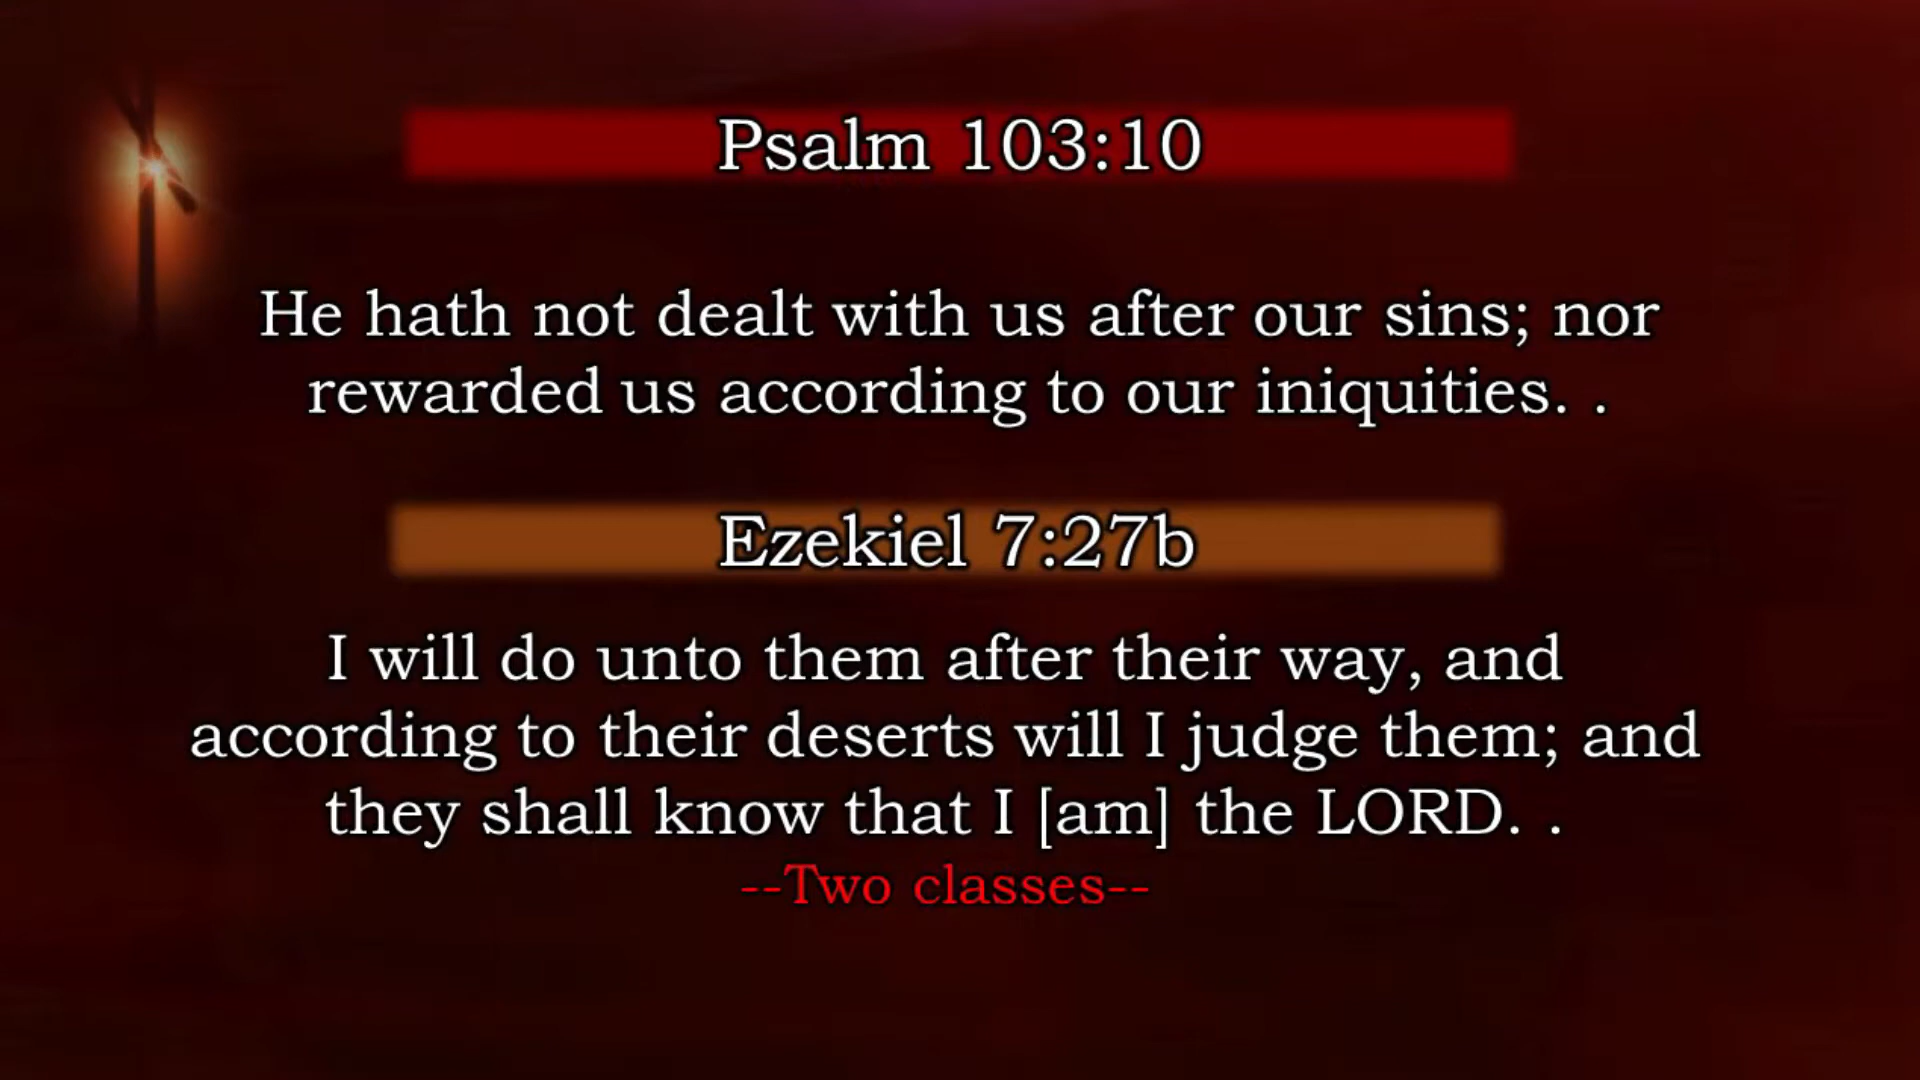 Psalm 103:10
He hath not dealt with us after our sins; nor
rewarded us according to our iniquities. .
Ezekiel 7:27b
I will do unto them after their way, and
according to their deserts will I judge them; and
they shall know that I [am] the LORD. .
--Two classes--